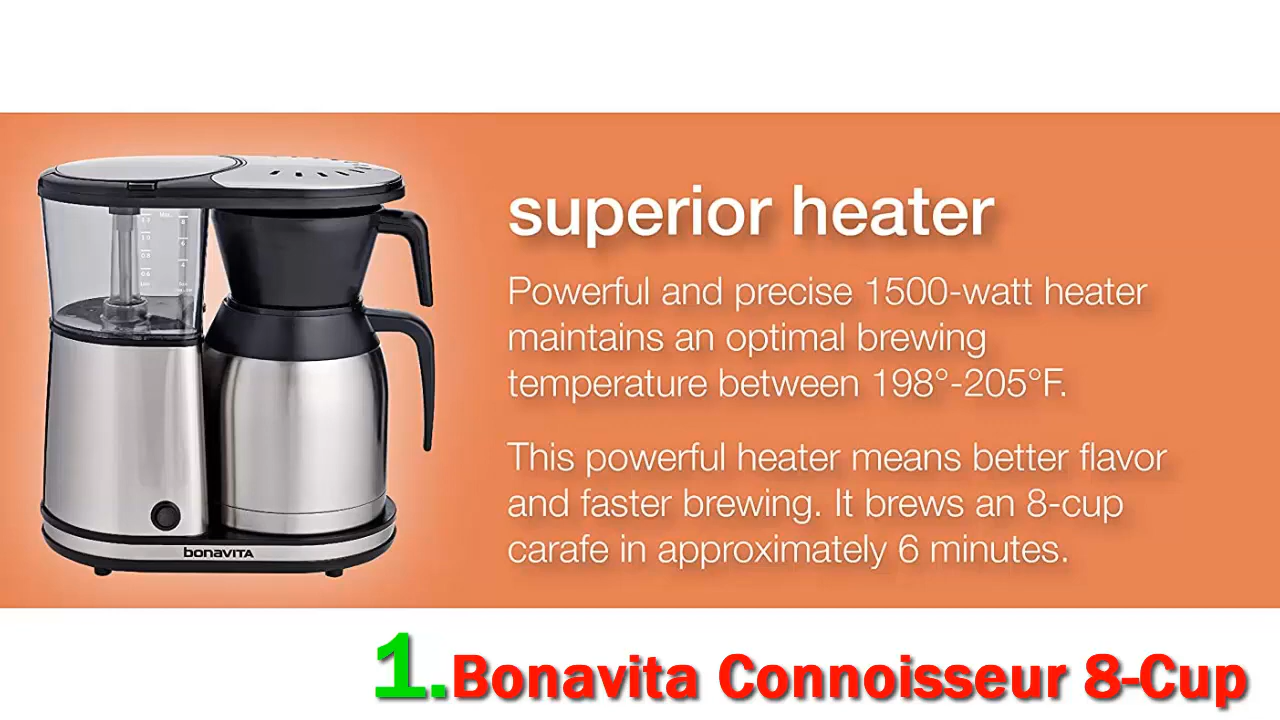 superior heater
Powerful and precise 1500-watt heater
maintains an optimal brewing
temperature between 198°-205°F.
This powerful heater means better flavor
and faster brewing. It brews an 8-cup
carafe in approximately 6 minutes.
bonaVITA
1.Bonavita Connoisseur 8-Cup